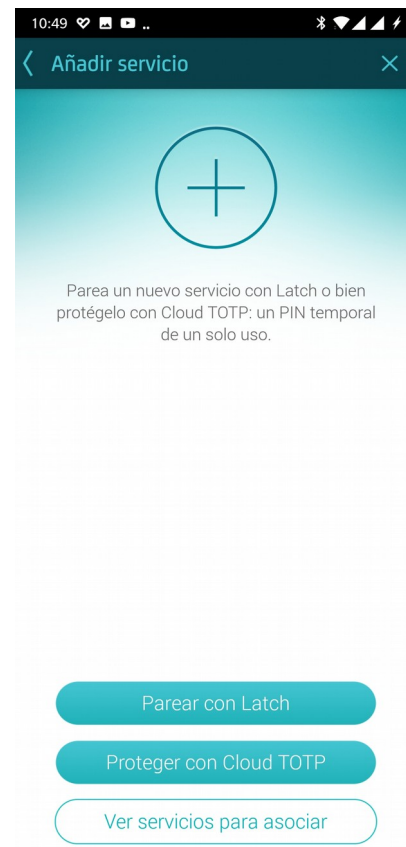 10:49
Añadir servicio
Parea un nuevo servicio con Latch o bien
protégelo con Cloud TOTP: un PIN temporal
de un solo uso.
Parear con Latch
Proteger con Cloud TOTP
Ver servicios para asociar